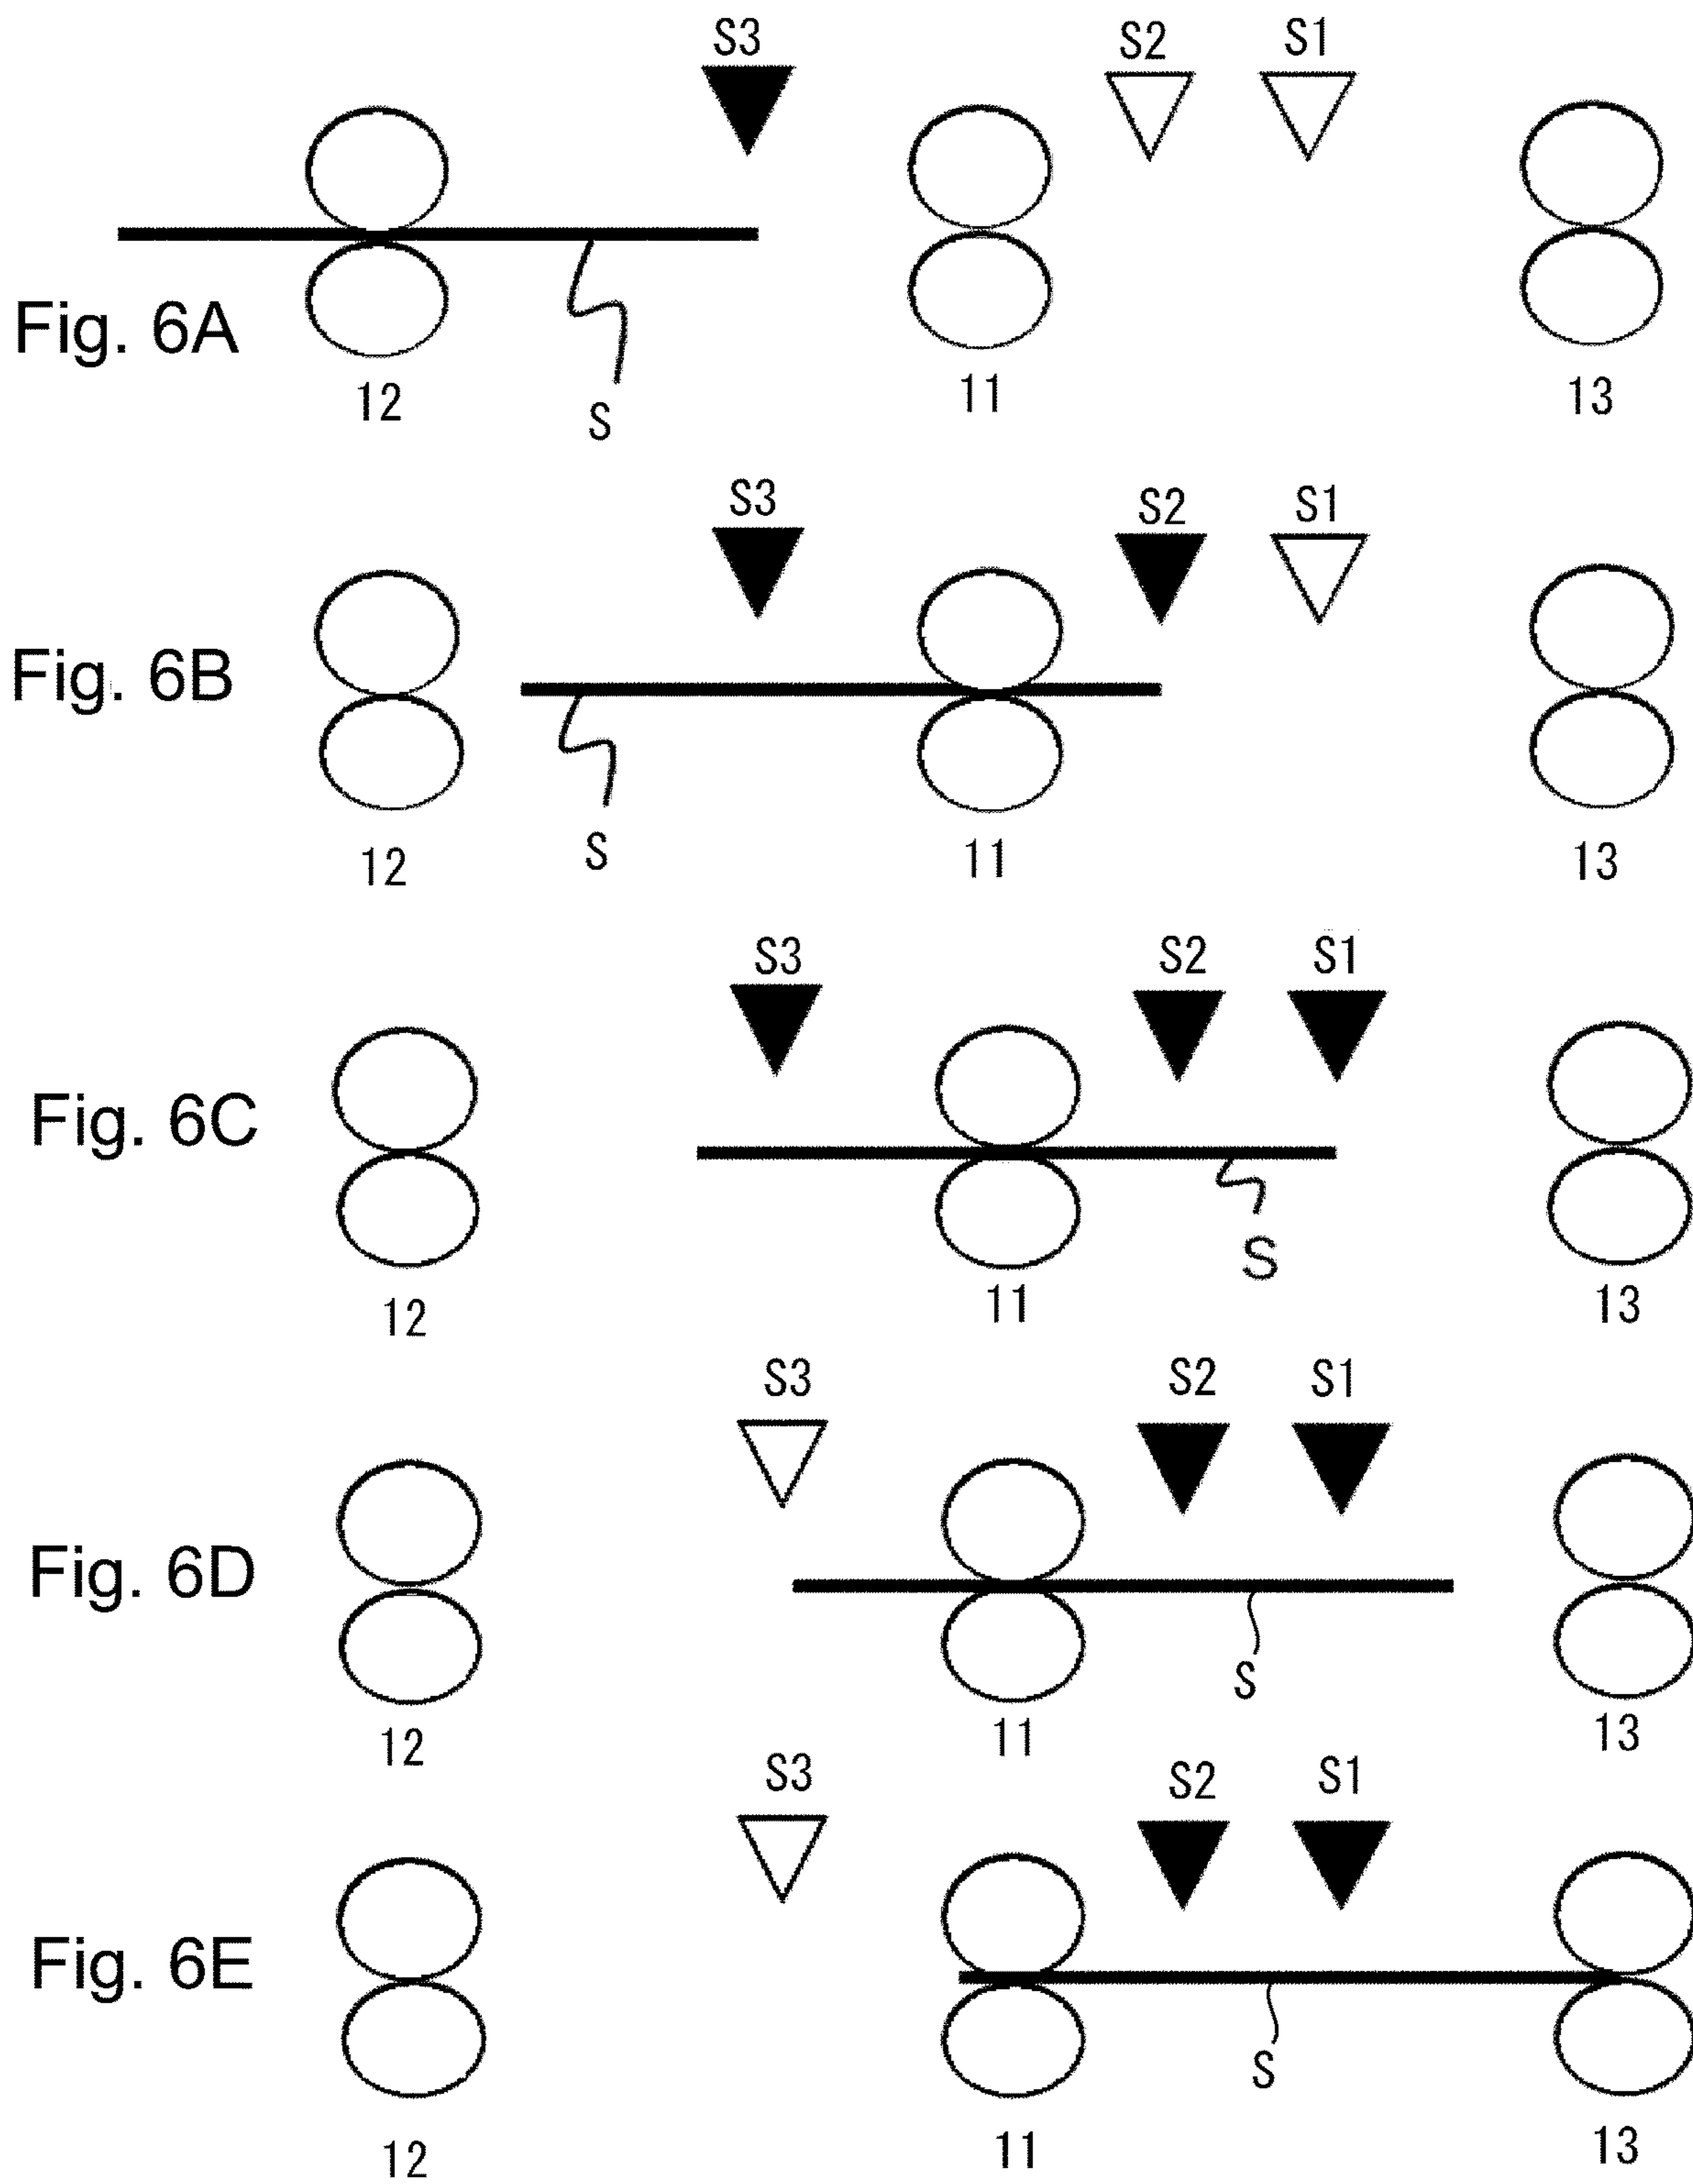 S3 S2 S1
Fig. 6A
12 S 11 13
S3 S2 S1
Fig. 6B
12 S 11 13
S3 S2 S1
Fig. 6C
12 11 S 13
S3 S2 S1
Fig. 6D
12 11 S 13
S3 S2 S1
Fig. 6E
12 11 S 13